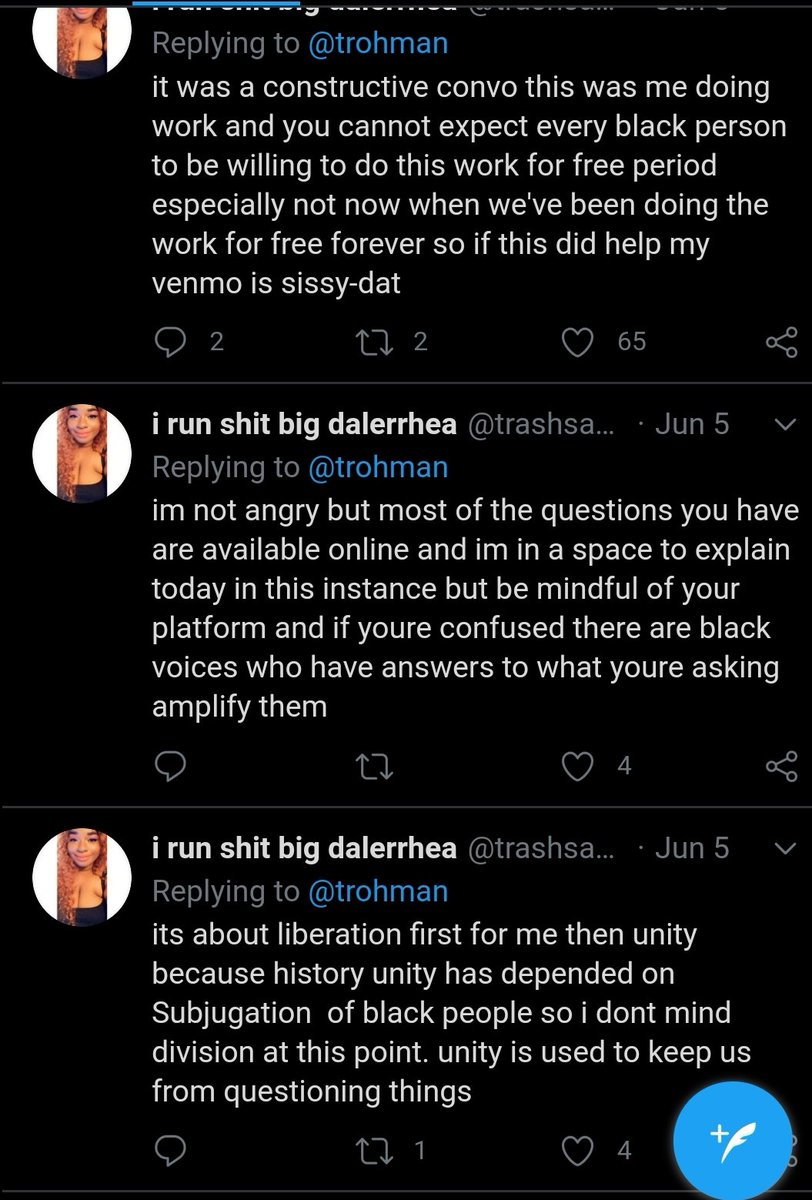 i run shit big dalerrhea
Replying to @trohman
it was a constructive convo this was me doing
work and you cannot expect every black person
to be willing to do this work for free period
especially not now when we've been doing the
work for free forever so if this did help my
venmo is sissy-dat
2 2 65
i run shit big dalerrhea @trashsa... · Jun 5
Replying to @trohman
im not angry but most of the questions you have
are available online and im in a space to explain
today in this instance but be mindful of your
platform and if youre confused there are black
voices who have answers to what youre asking
amplify them
4
i run shit big dalerrhea @trashsa... · Jun 5
Replying to @trohman
its about liberation first for me then unity
because history unity has depended on
Subjugation  of black people so i dont mind
division at this point. unity is used to keep us
from questioning things
1 4